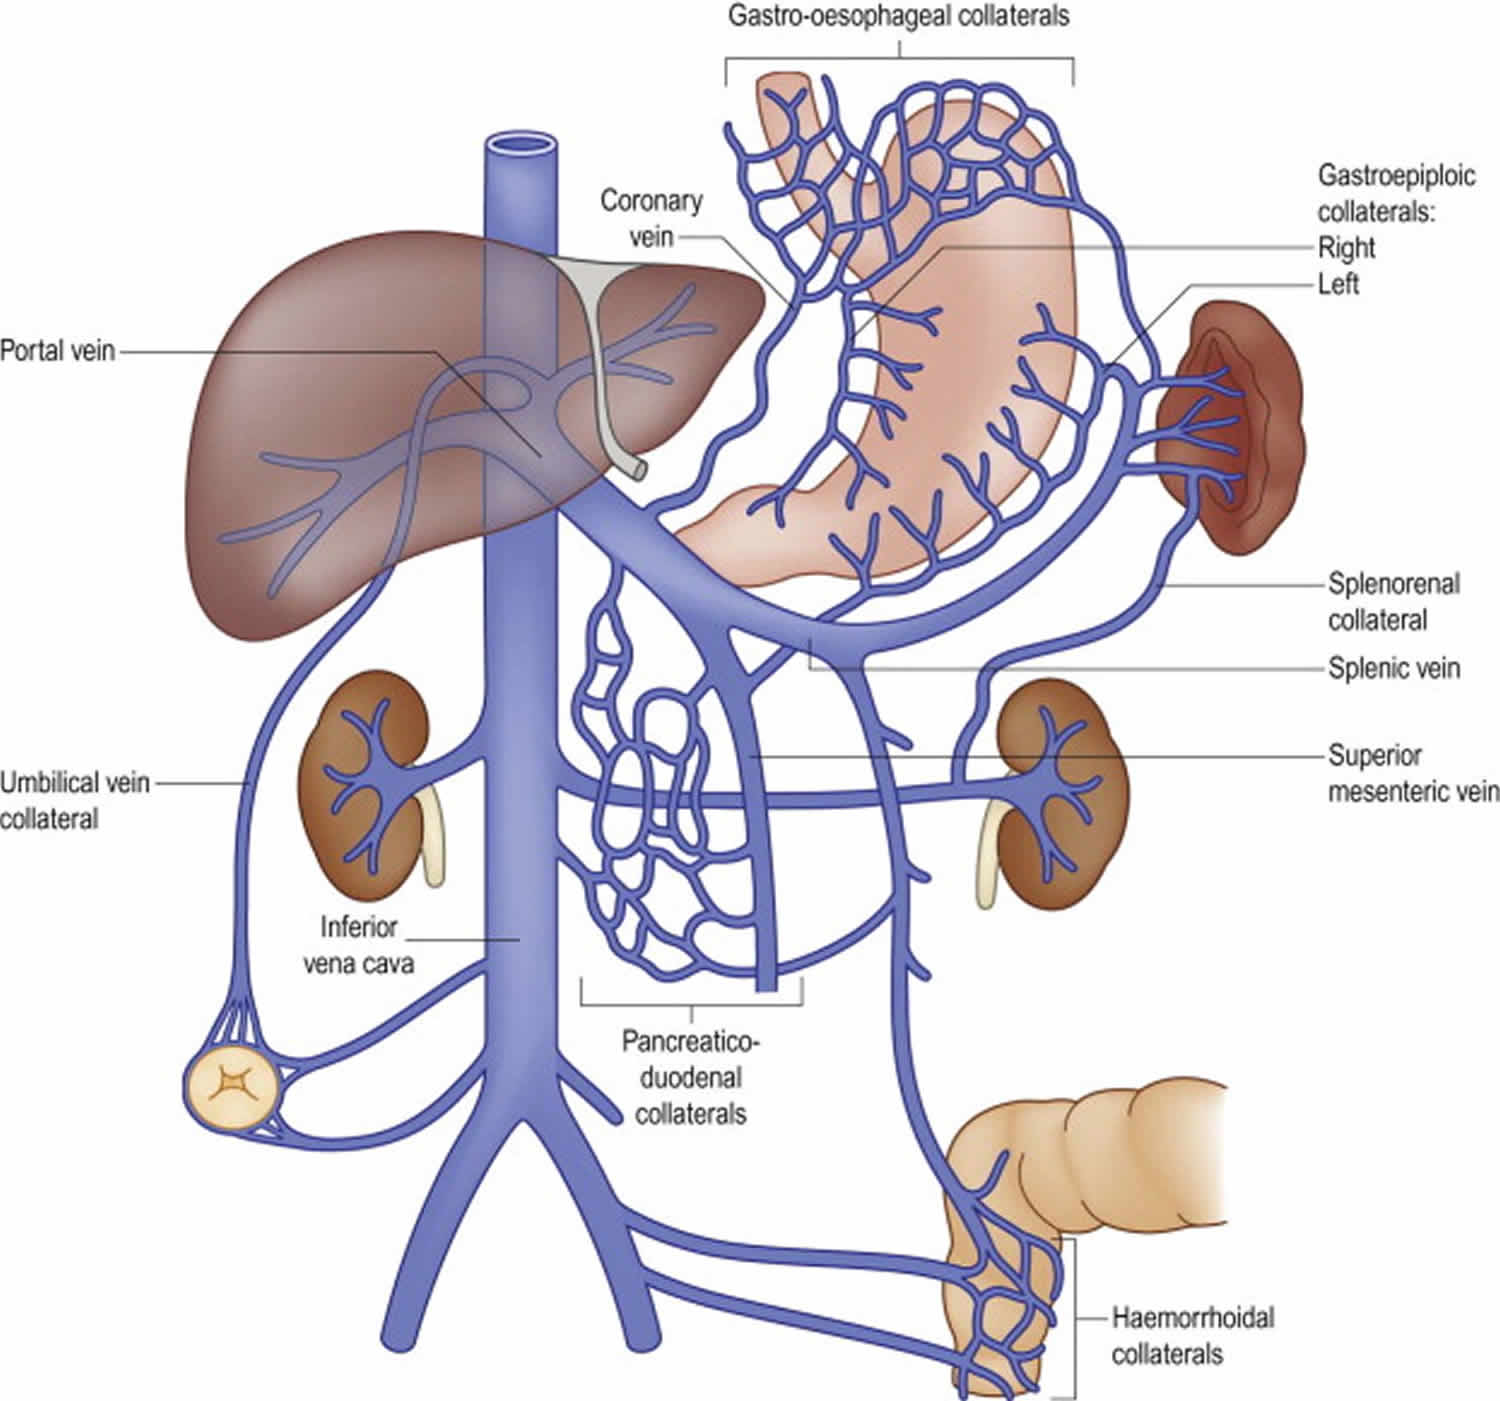 Gastro-oesophageal collaterals
Coronary
vein
Gastroepiploic
collaterals:
Right
Left
Portal vein
Splenorenal
collateral
Splenic vein
Superior
mesenteric vein
Umbilical vein
collateral
Inferior
vena cava
Pancreatico-
duodenal
collaterals
Haemorrhoidal
collaterals